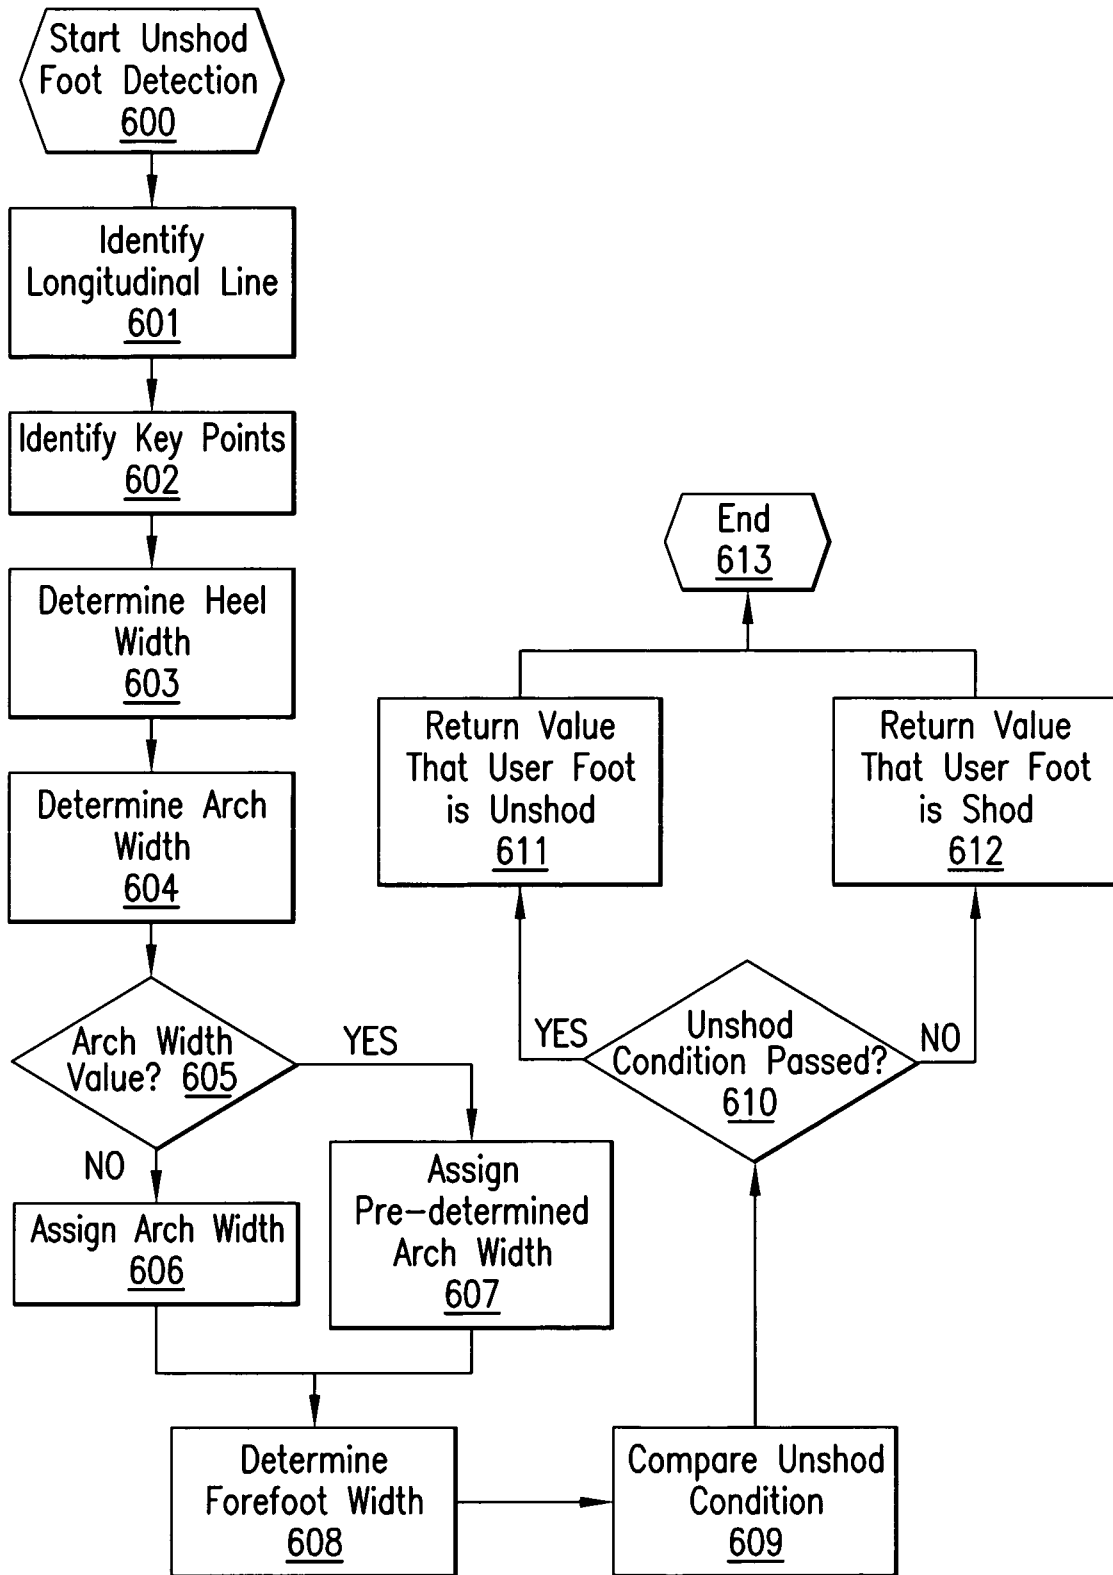 Start Unshod
Foot Detection
600
Identify
Longitudinal Line
601
Identify Key Points
602
Determine Heel
Width
603
Determine Arch
Width
604
Arch Width
Value? 605
YES
NO
Assign Arch Width
606
Assign
Pre-determined
Arch Width
607
Determine
Forefoot Width
608
Compare Unshod
Condition
609
Unshod
Condition Passed?
610
YES
NO
Return Value
That User Foot
is Unshod
611
Return Value
That User Foot
is Shod
612
End
613